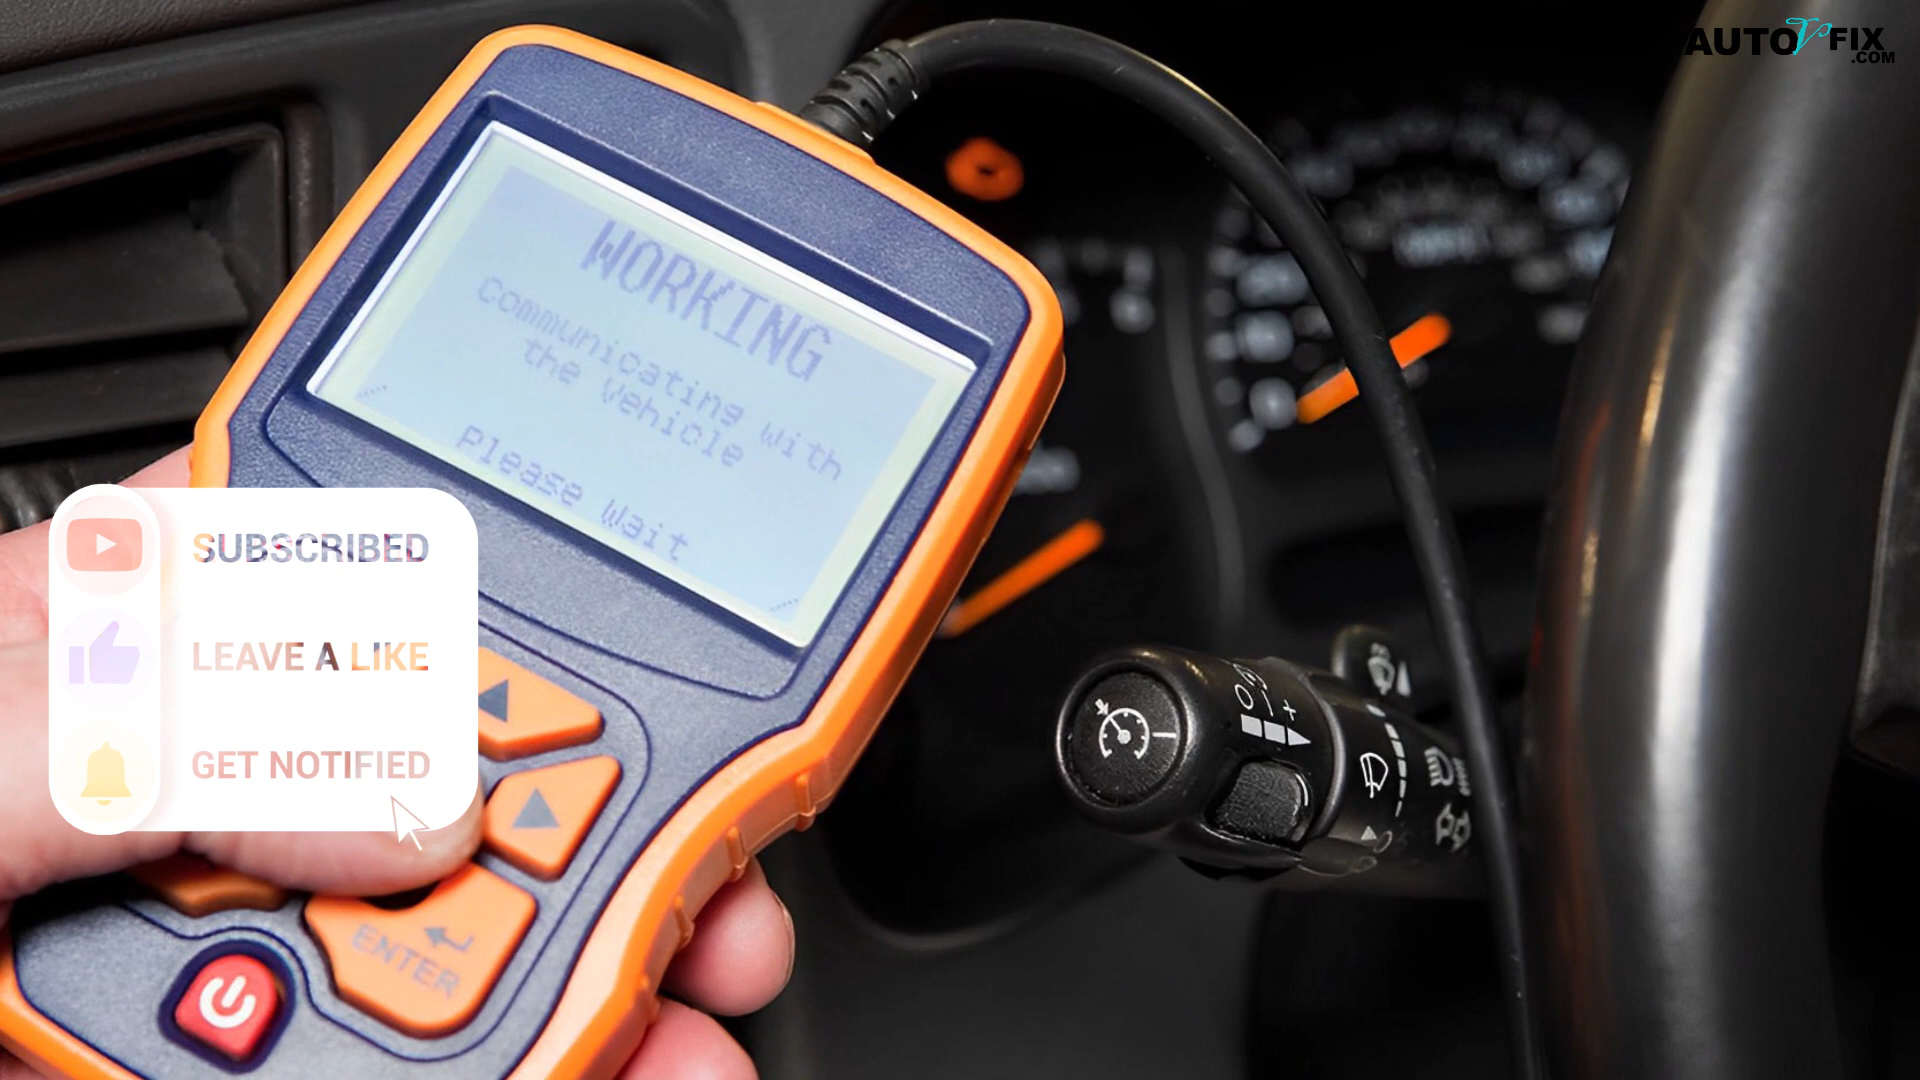 AUTO FIX
.COM
WORKING
Communicating with
the Vehicle
Please Wait
SUBSCRIBED
LEAVE A LIKE
GET NOTIFIED
ENTER